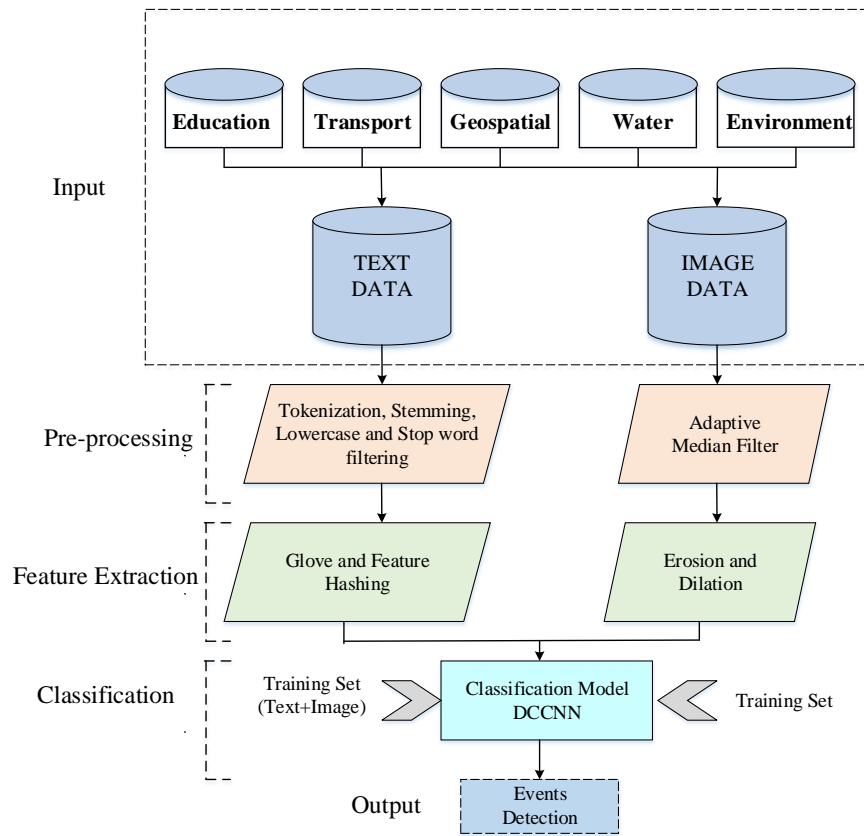 Education
Transport
Geospatial
Water
Environment
Input
TEXT
DATA
IMAGE
DATA
Pre-processing
Tokenization, Stemming,
Lowercase and Stop word
filtering
Adaptive
Median Filter
Feature Extraction
Glove and Feature
Hashing
Erosion and
Dilation
Classification
Training Set
(Text+Image)
Classification Model
DCCNN
Training Set
Output
Events
Detection